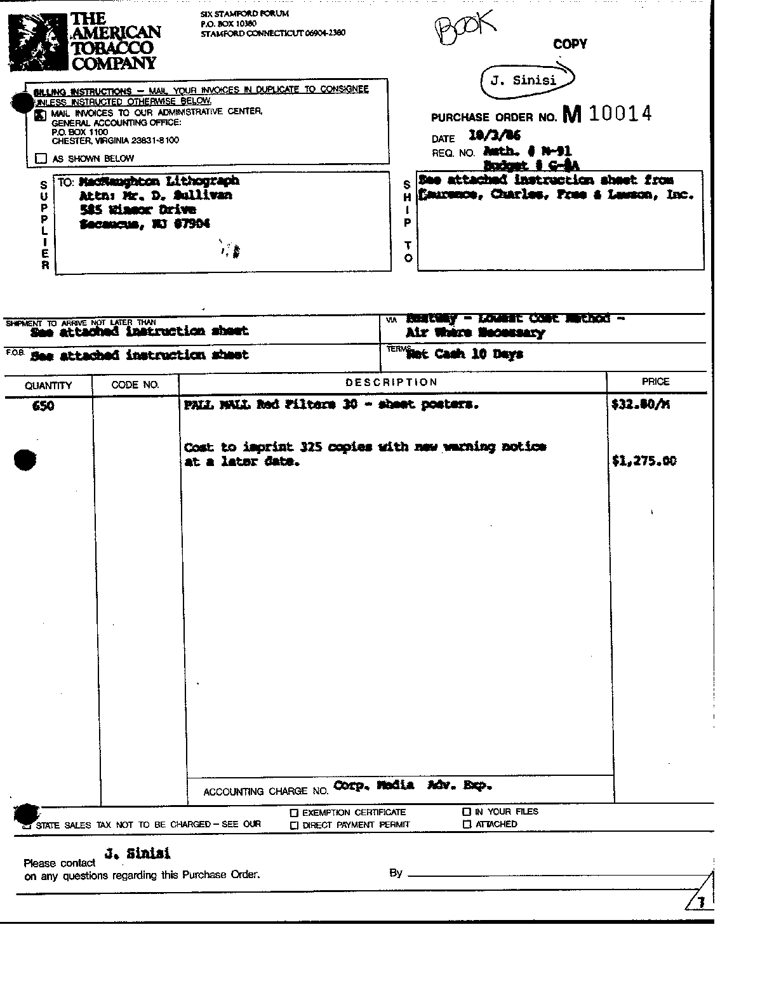 THE
AMERICAN
TOBACCO
COMPANY
SIX STAMFORD FORUM
P.O. BOX 10380
STAMFORD CONNECTICUT 06904-2380
BOOK
COPY
J. Sinisi
BILLING INSTRUCTIONS — MAIL YOUR INVOICES IN DUPLICATE TO CONSIGNEE
UNLESS INSTRUCTED OTHERWISE BELOW.
MAIL INVOICES TO OUR ADMINISTRATIVE CENTER,
GENERAL ACCOUNTING OFFICE:
P.O. BOX 1100
CHESTER, VIRGINIA 23831-8100
AS SHOWN BELOW
PURCHASE ORDER NO. M 10014
DATE 10/3/86
REQ. NO. Auth. # M-91
Budget # G-8A
SUPPLIER
TO: MacNaughton Lithograph
Attn: Mr. D. Sullivan
585 Winsor Drive
Secaucus, NJ 07904
SHIP TO
See attached instruction sheet from
Laurence, Charles, Free & Lawson, Inc.
SHIPMENT TO ARRIVE NOT LATER THAN
See attached instruction sheet
VIA Bestway - Lowest Cost Method -
Air Where Necessary
F.O.B. See attached instruction sheet
TERMS Net Cash 10 Days
QUANTITY CODE NO. DESCRIPTION PRICE
650 PALL MALL Red Filters 30 - sheet posters. $32.80/M
Cost to imprint 325 copies with new warning notice
at a later date. $1,275.00
ACCOUNTING CHARGE NO. Corp. Media Adv. Exp.
STATE SALES TAX NOT TO BE CHARGED – SEE OUR
EXEMPTION CERTIFICATE
DIRECT PAYMENT PERMIT
IN YOUR FILES
ATTACHED
Please contact J. Sinisi
on any questions regarding this Purchase Order.
By